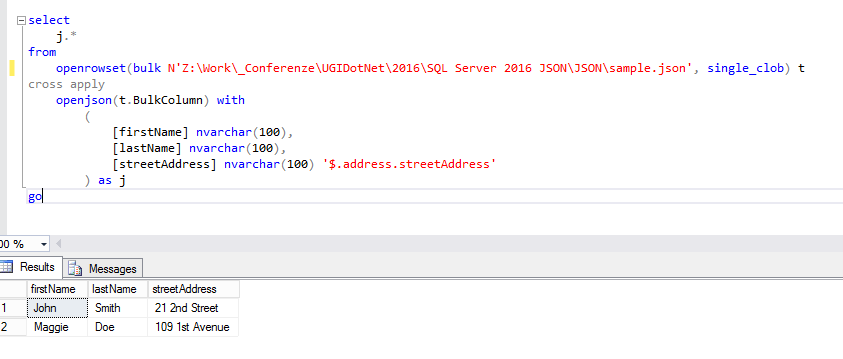 select
j.*
from
openrowset(bulk N'Z:\Work\_Conferenze\UGIDotNet\2016\SQL Server 2016 JSON\JSON\sample.json', single_clob) t
cross apply
openjson(t.BulkColumn) with
(
[firstName] nvarchar(100),
[lastName] nvarchar(100),
[streetAddress] nvarchar(100) '$.address.streetAddress'
) as j
go
00 %
Results Messages
firstName lastName streetAddress
1 John Smith 21 2nd Street
2 Maggie Doe 109 1st Avenue